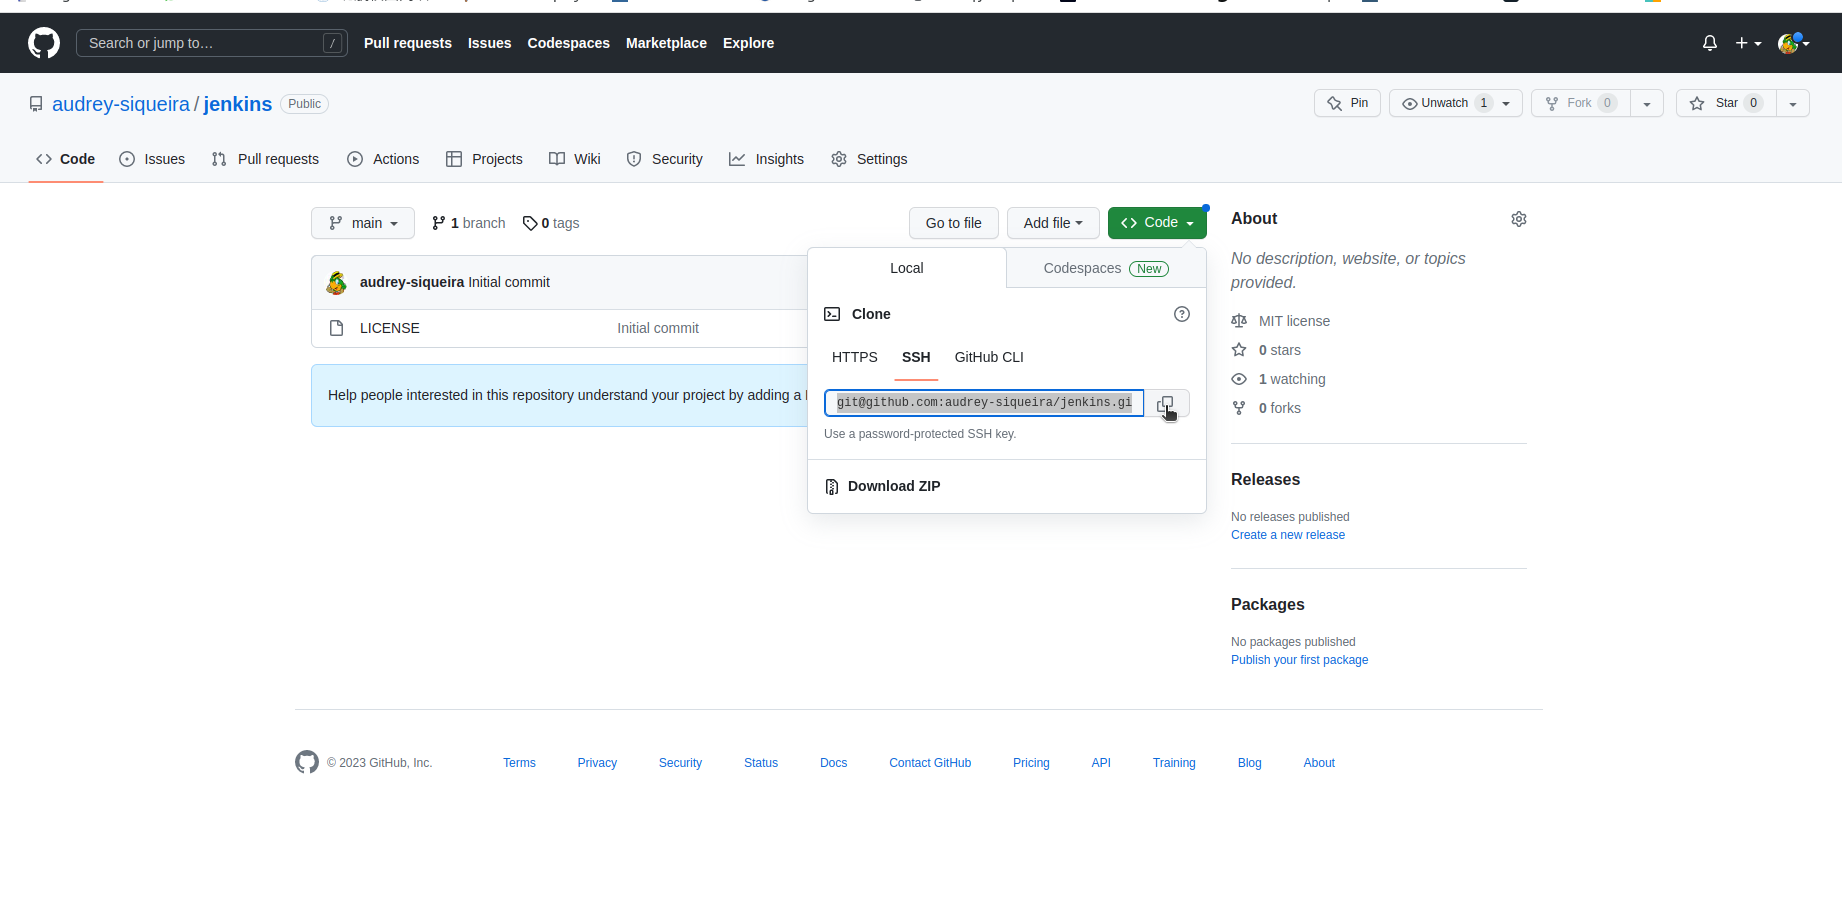 Search or jump to… / Pull requests Issues Codespaces Marketplace Explore
audrey-siqueira / jenkins Public Pin Unwatch 1 Fork 0 Star 0
Code Issues Pull requests Actions Projects Wiki Security Insights Settings
main 1 branch 0 tags Go to file Add file Code
Local Codespaces New
audrey-siqueira Initial commit
LICENSE Initial commit
Help people interested in this repository understand your project by adding a
Clone
HTTPS SSH GitHub CLI
git@github.com:audrey-siqueira/jenkins.gi
Use a password-protected SSH key.
Download ZIP
About
No description, website, or topics
provided.
MIT license
0 stars
1 watching
0 forks
Releases
No releases published
Create a new release
Packages
No packages published
Publish your first package
© 2023 GitHub, Inc. Terms Privacy Security Status Docs Contact GitHub Pricing API Training Blog About